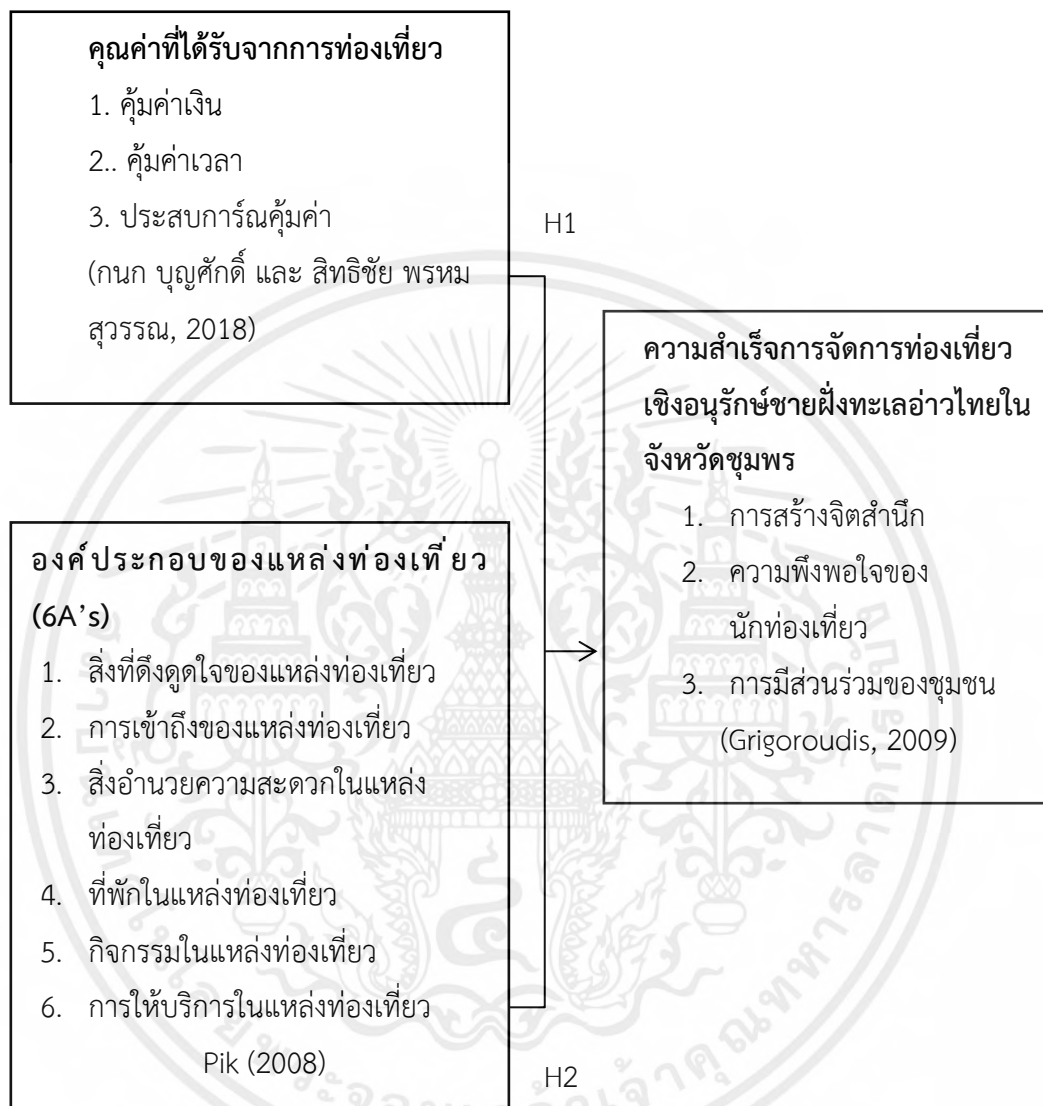 คุณค่าที่ได้รับจากการท่องเที่ยว
1. คุ้มค่าเงิน
2.. คุ้มค่าเวลา
3. ประสบการ์ณคุ้มค่า
(กนก บุญศักดิ์ และ สิทธิชัย พรหม
สุวรรณ, 2018)
H1
องค์ประกอบของแหล่งท่องเที่ยว
(6A’s)
1. สิ่งที่ดึงดูดใจของแหล่งท่องเที่ยว
2. การเข้าถึงของแหล่งท่องเที่ยว
3. สิ่งอำนวยความสะดวกในแหล่ง
ท่องเที่ยว
4. ที่พักในแหล่งท่องเที่ยว
5. กิจกรรมในแหล่งท่องเที่ยว
6. การให้บริการในแหล่งท่องเที่ยว
Pik (2008)
H2
ความสำเร็จการจัดการท่องเที่ยว
เชิงอนุรักษ์ชายฝั่งทะเลอ่าวไทยใน
จังหวัดชุมพร
1. การสร้างจิตสำนึก
2. ความพึงพอใจของ
นักท่องเที่ยว
3. การมีส่วนร่วมของชุมชน
(Grigoroudis, 2009)